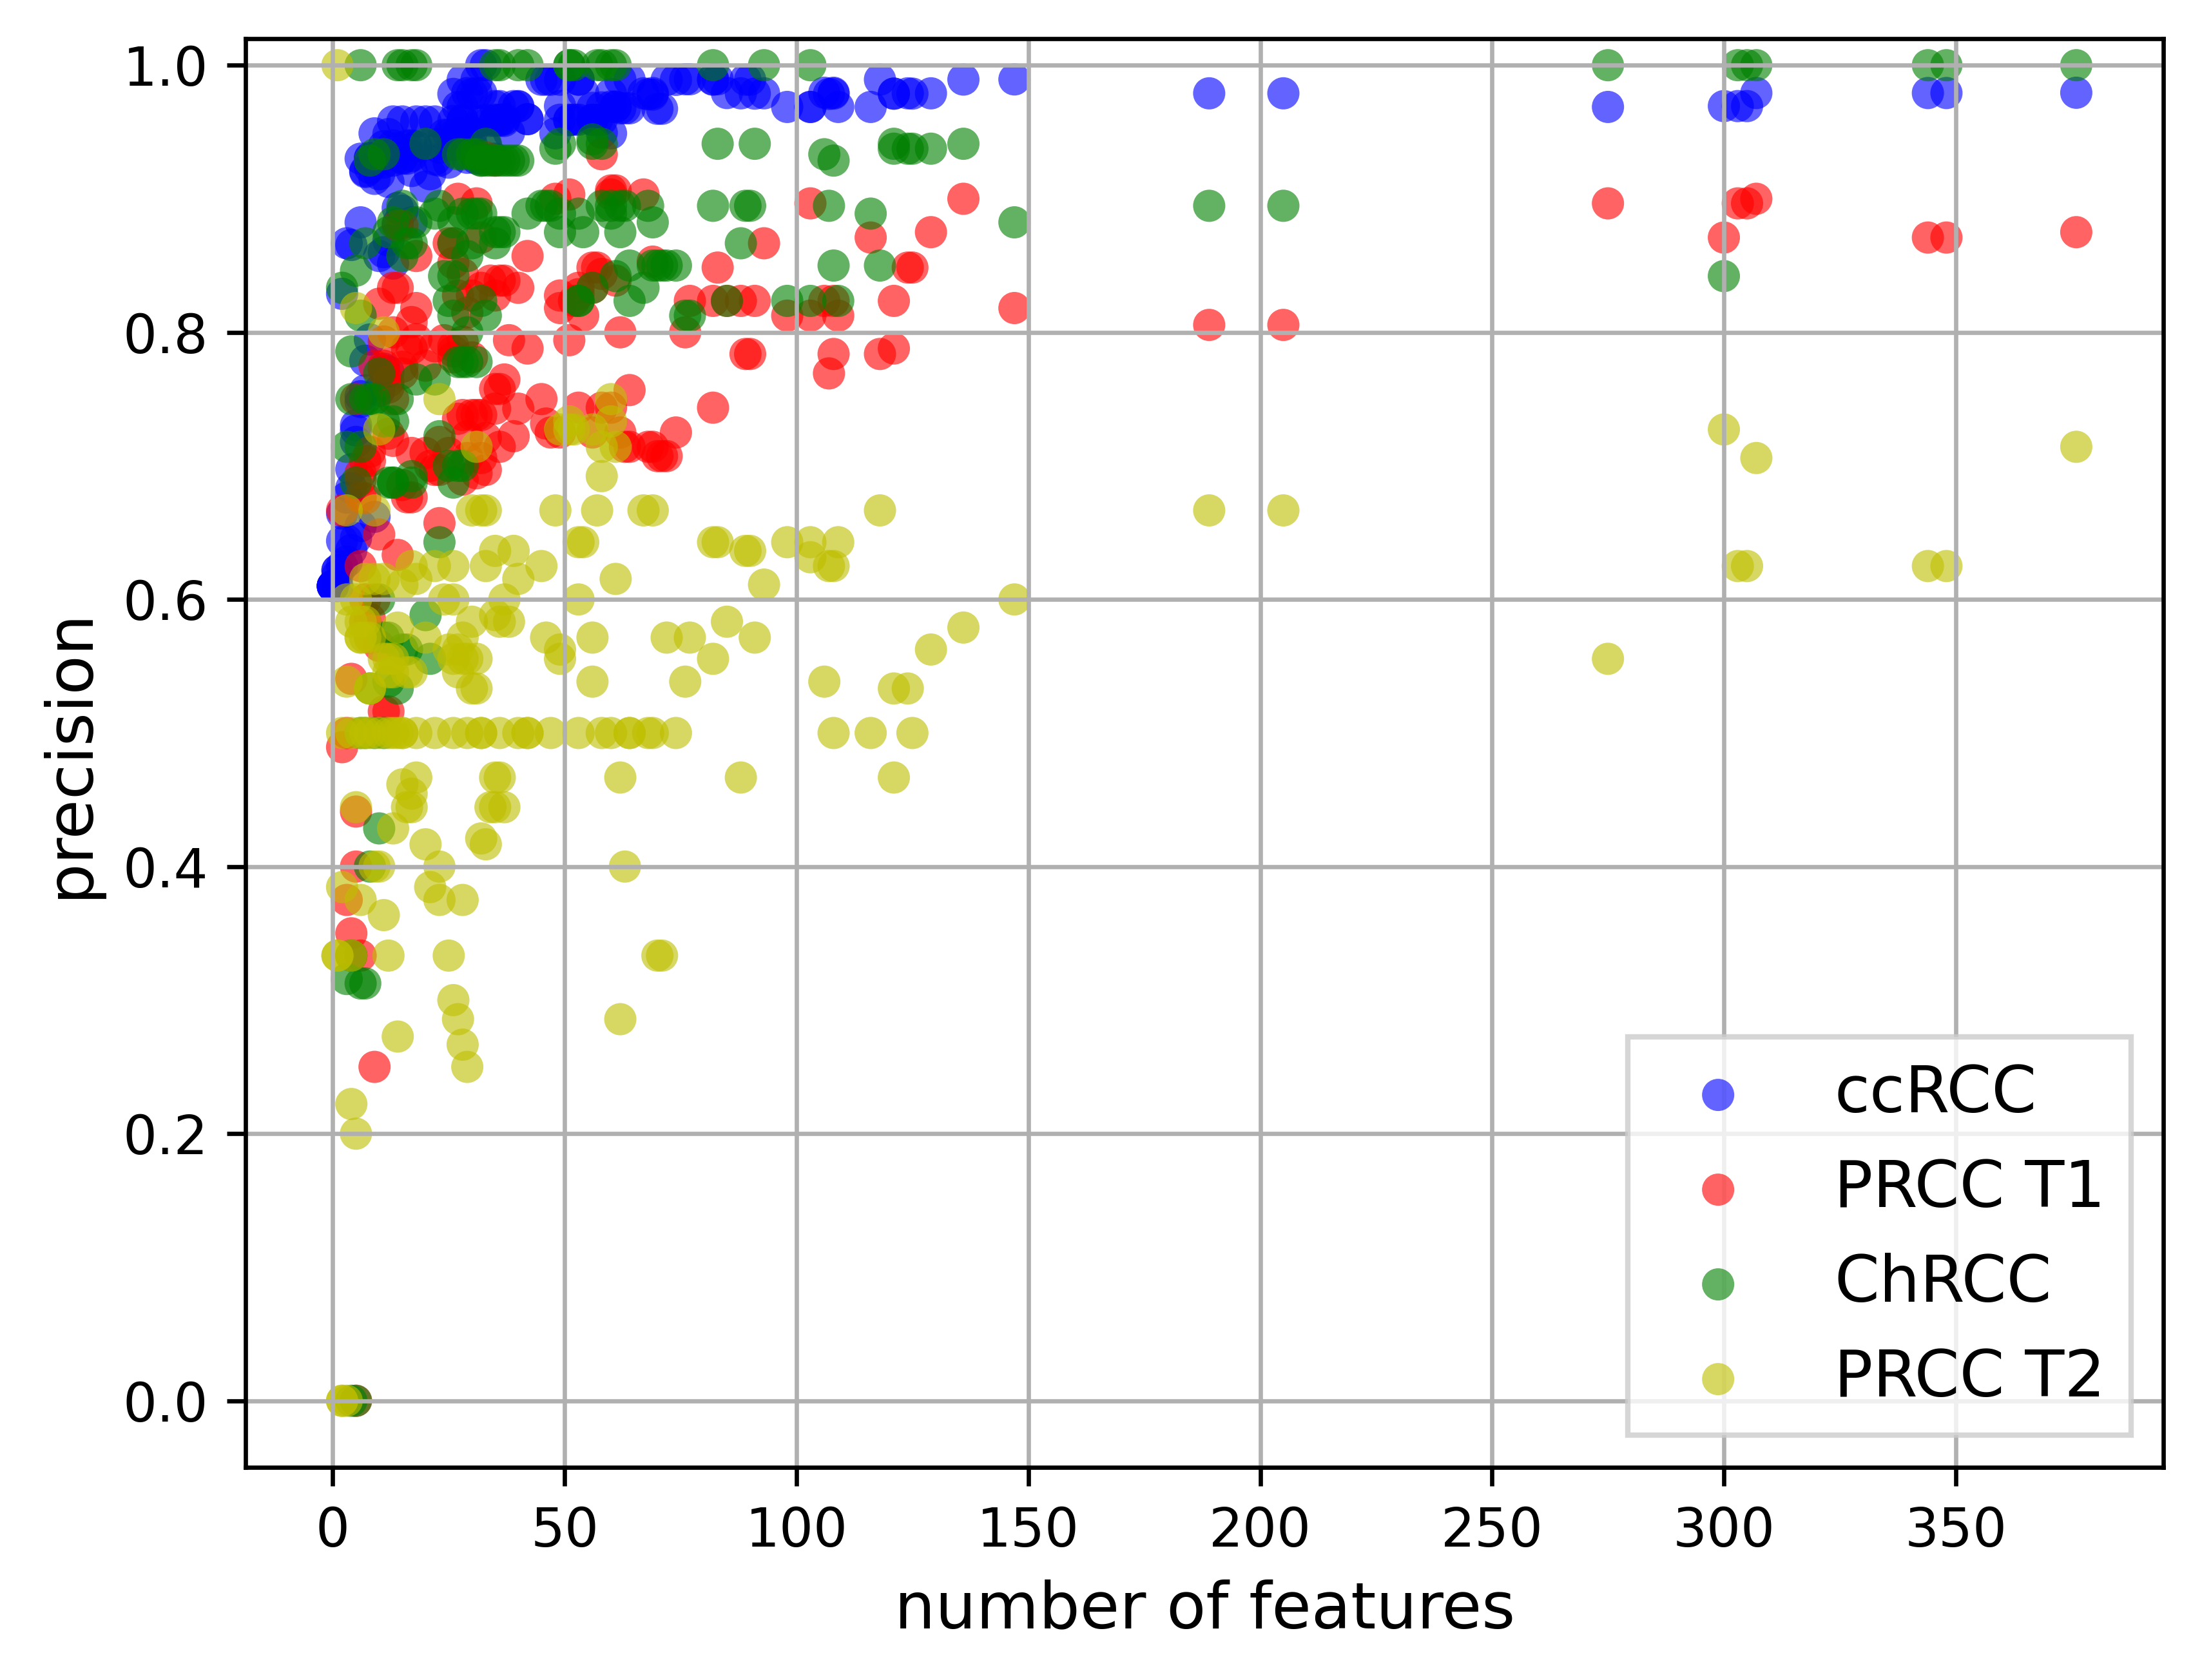 1.0
0.8
0.6
0.4
0.2
0.0
precision
0 50 100 150 200 250 300 350
number of features
ccRCC
PRCC T1
ChRCC
PRCC T2